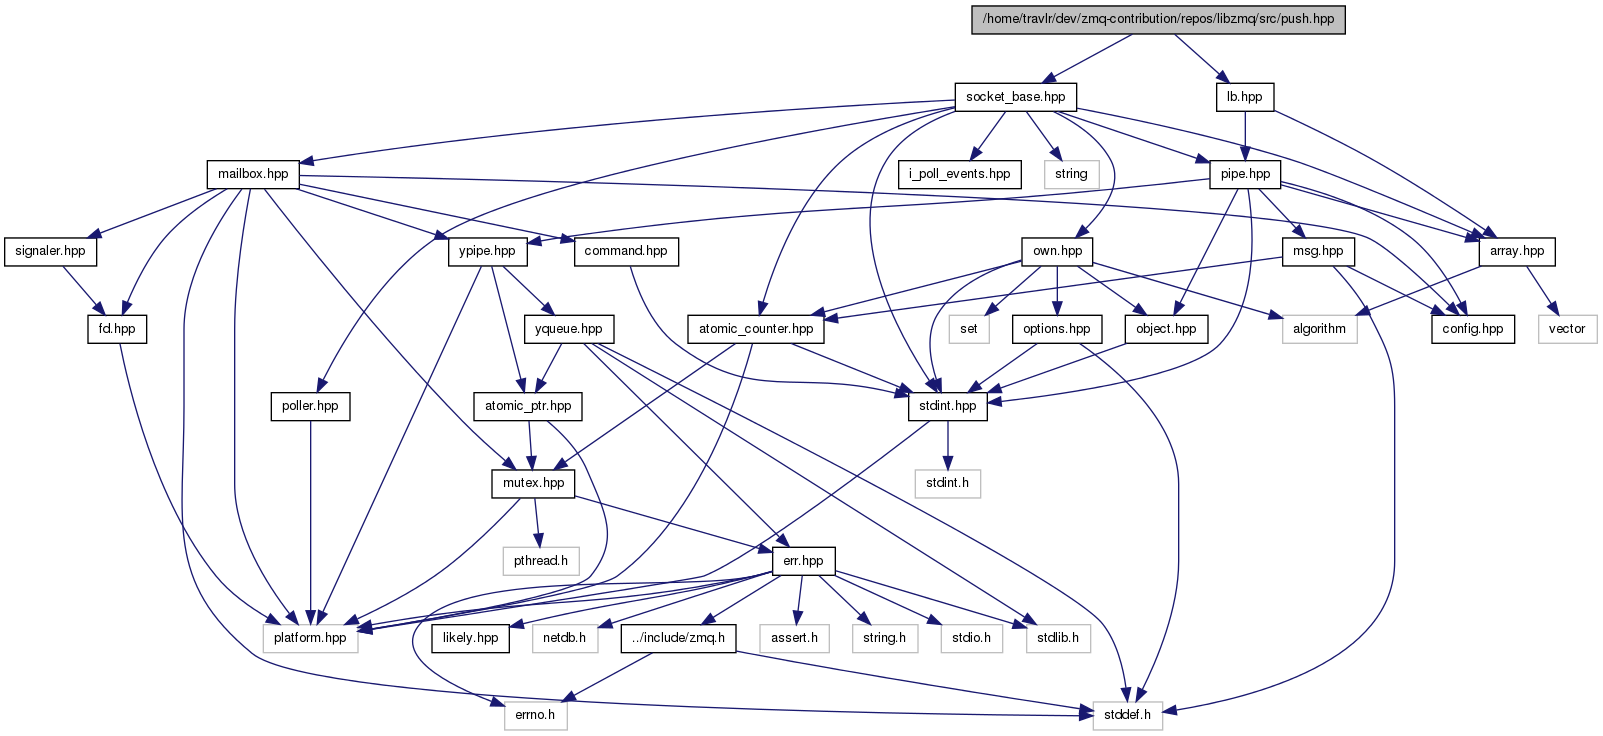 /home/travlr/dev/zmq-contribution/repos/libzmq/src/push.hpp
socket_base.hpp
lb.hpp
mailbox.hpp
i_poll_events.hpp
string
pipe.hpp
signaler.hpp
ypipe.hpp
command.hpp
own.hpp
msg.hpp
array.hpp
fd.hpp
yqueue.hpp
atomic_counter.hpp
set
options.hpp
object.hpp
algorithm
config.hpp
vector
poller.hpp
atomic_ptr.hpp
stdint.hpp
mutex.hpp
stdint.h
pthread.h
err.hpp
platform.hpp
likely.hpp
netdb.h
../include/zmq.h
assert.h
string.h
stdio.h
stdlib.h
errno.h
stddef.h